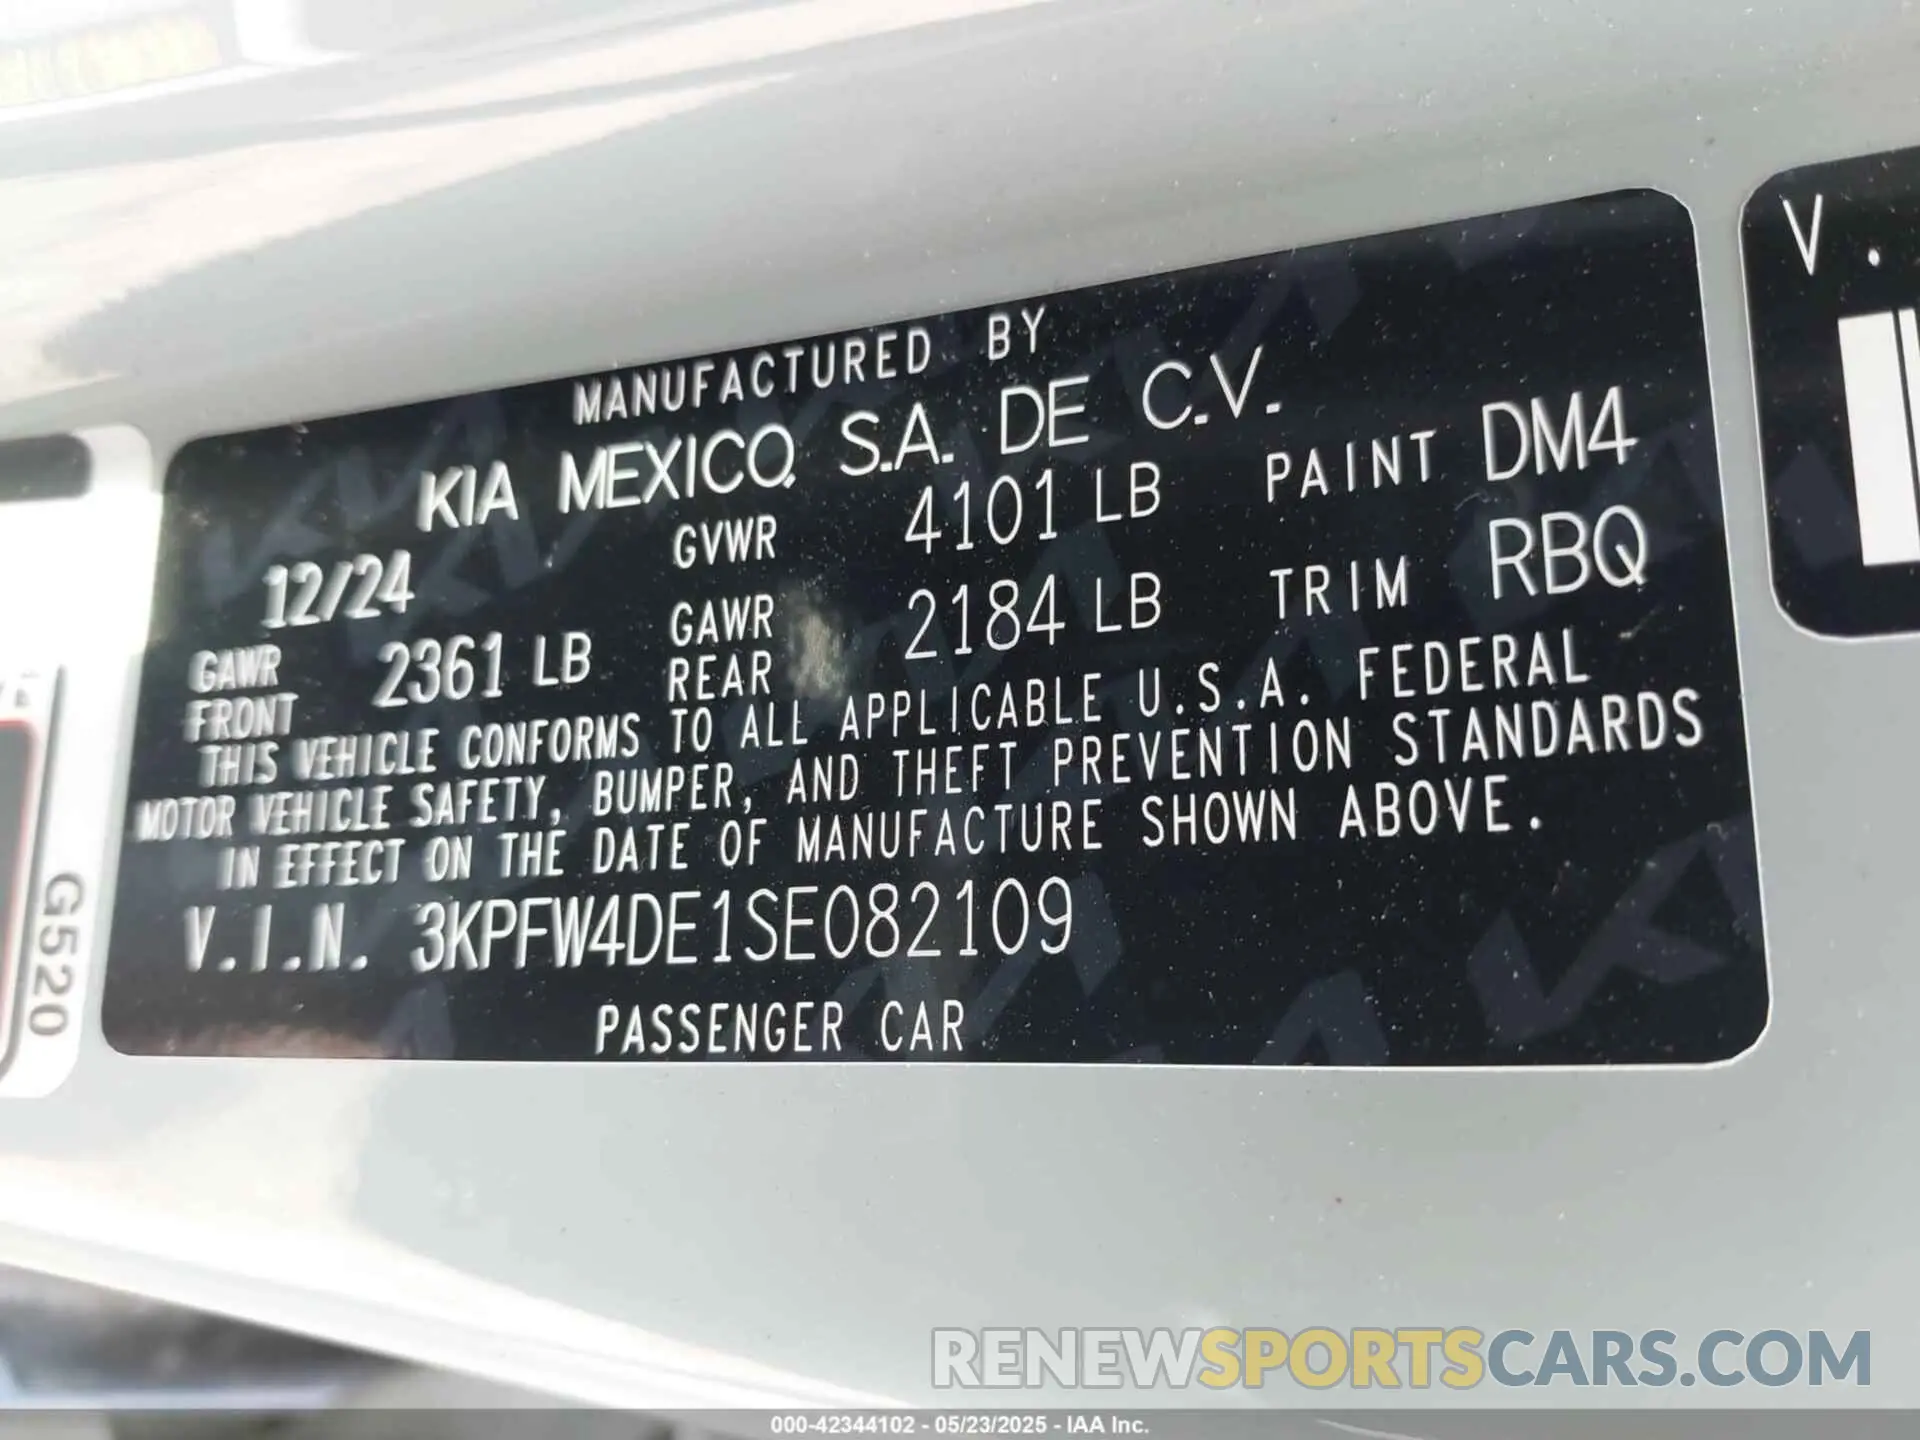 MANUFACTURED BY
KIA MEXICO, S.A. DE C.V.
12/24 GVWR 4101 LB PAINT DM4
GAWR FRONT 2361 LB GAWR REAR 2184 LB TRIM RBQ
THIS VEHICLE CONFORMS TO ALL APPLICABLE U.S.A. FEDERAL
MOTOR VEHICLE SAFETY, BUMPER, AND THEFT PREVENTION STANDARDS
IN EFFECT ON THE DATE OF MANUFACTURE SHOWN ABOVE.
V.I.N. 3KPFW4DE1SE082109
PASSENGER CAR
V.
G520
RENEWSPORTSCARS.COM
000-42344102 - 05/23/2025 - IAA Inc.